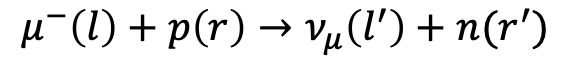 μ⁻(l) + p(r) → ν_μ(l′) + n(r′)